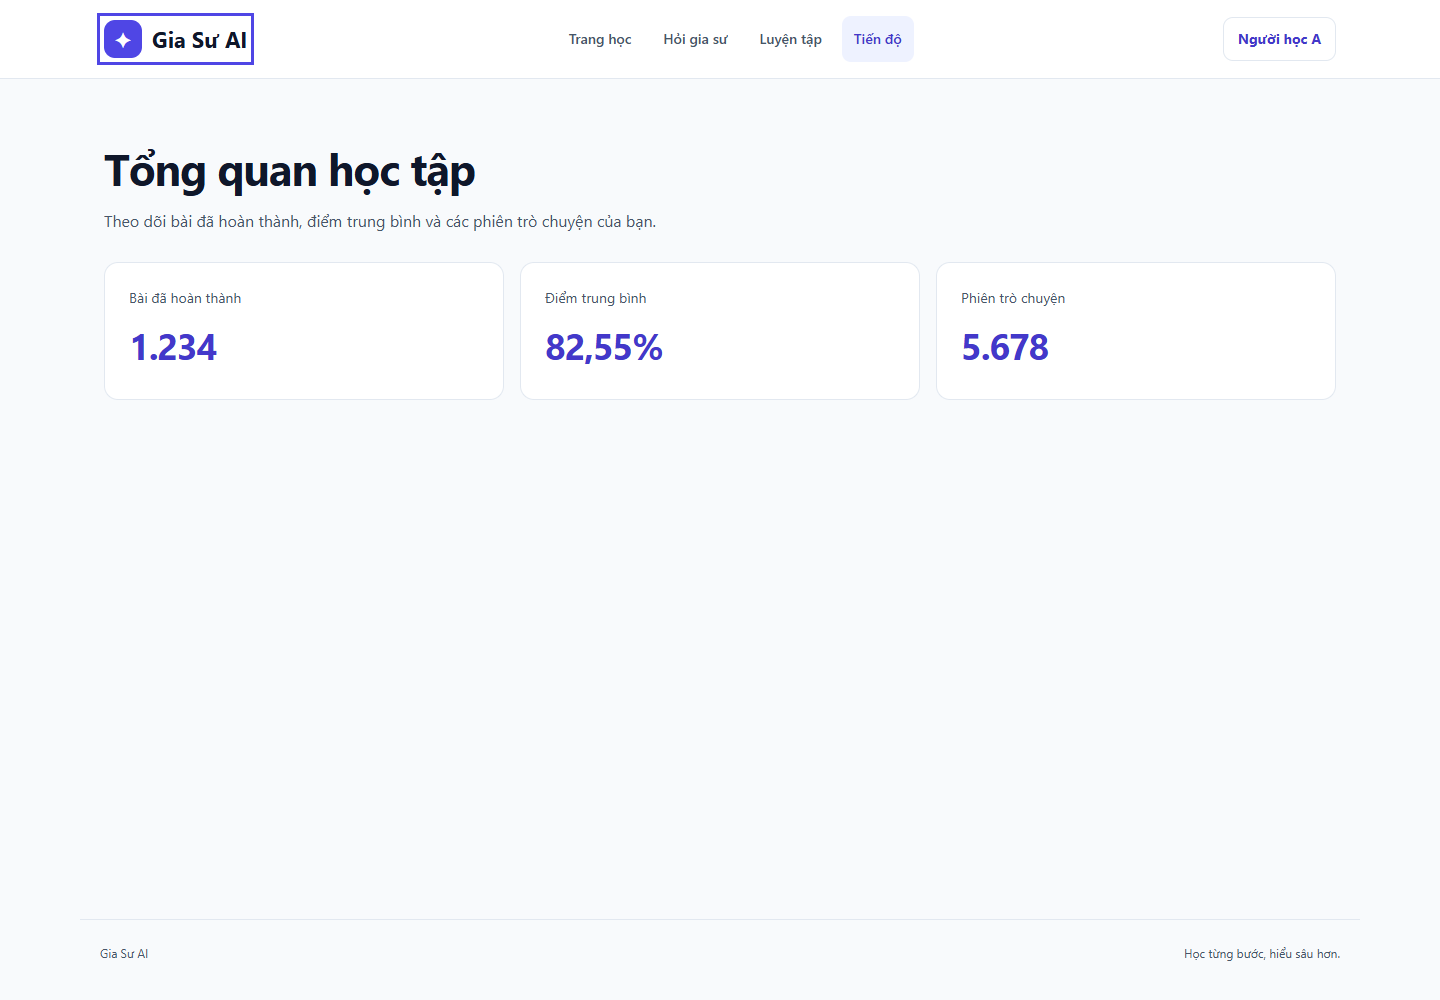 Gia Sư AI
Trang học
Hỏi gia sư
Luyện tập
Tiến độ
Người học A
Tổng quan học tập
Theo dõi bài đã hoàn thành, điểm trung bình và các phiên trò chuyện của bạn.
Bài đã hoàn thành
1.234
Điểm trung bình
82,55%
Phiên trò chuyện
5.678
Gia Sư AI
Học từng bước, hiểu sâu hơn.